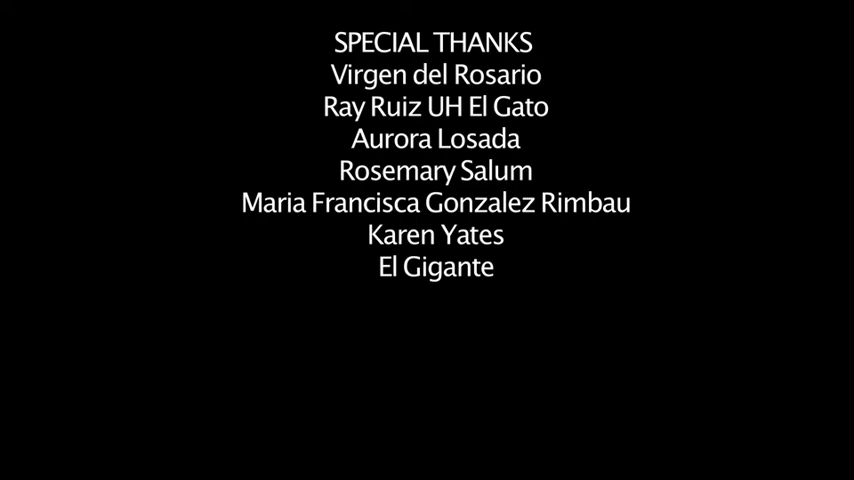 SPECIAL THANKS
Virgen del Rosario
Ray Ruiz UH El Gato
Aurora Losada
Rosemary Salum
Maria Francisca Gonzalez Rimbau
Karen Yates
El Gigante